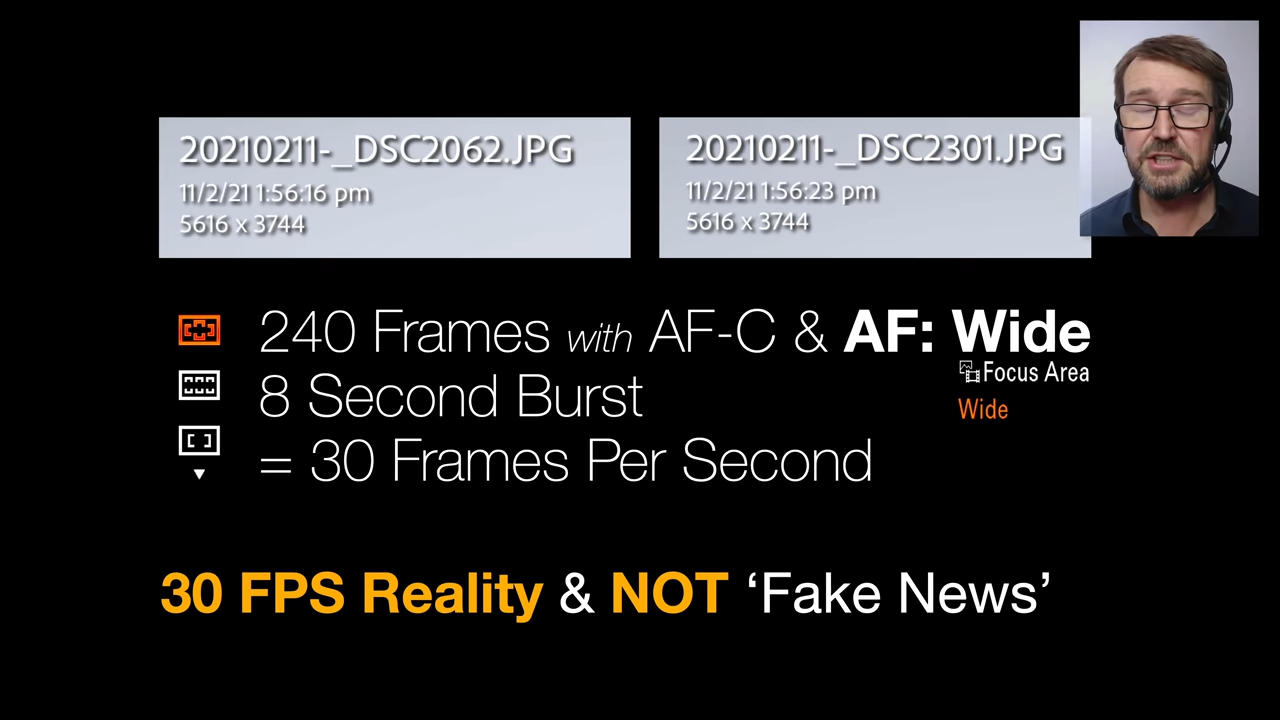 20210211-_DSC2062.JPG
11/2/21 1:56:16 pm
5616 x 3744
20210211-_DSC2301.JPG
11/2/21 1:56:23 pm
5616 x 3744
240 Frames with AF-C & AF: Wide
Focus Area
Wide
8 Second Burst
= 30 Frames Per Second
30 FPS Reality & NOT ‘Fake News’